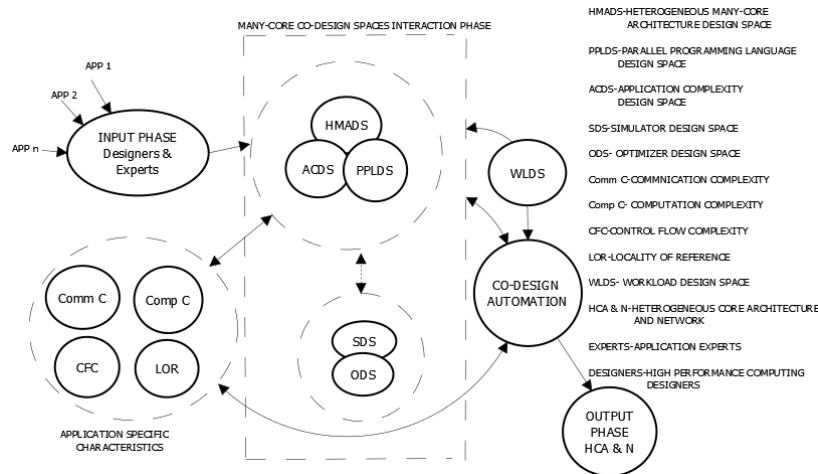 MANY-CORE CO-DESIGN SPACES INTERACTION PHASE
APP 1
APP 2
APP n
INPUT PHASE
Designers &
Experts
HMADS
ACDS
PPLDS
WLDS
CO-DESIGN
AUTOMATION
Comm C
Comp C
CFC
LOR
SDS
ODS
APPLICATION SPECIFIC
CHARACTERISTICS
OUTPUT
PHASE
HCA & N
HMADS-HETEROGENEOUS MANY-CORE
ARCHITECTURE DESIGN SPACE
PPLDS-PARALLEL PROGRAMMING LANGUAGE
DESIGN SPACE
ACDS-APPLICATION COMPLEXITY
DESIGN SPACE
SDS-SIMULATOR DESIGN SPACE
ODS- OPTIMIZER DESIGN SPACE
Comm C-COMMNICATION COMPLEXITY
Comp C- COMPUTATION COMPLEXITY
CFC-CONTROL FLOW COMPLEXITY
LOR-LOCALITY OF REFERENCE
WLDS- WORKLOAD DESIGN SPACE
HCA & N-HETEROGENEOUS CORE ARCHITECTURE
AND NETWORK
EXPERTS-APPLICATION EXPERTS
DESIGNERS-HIGH PERFORMANCE COMPUTING
DESIGNERS